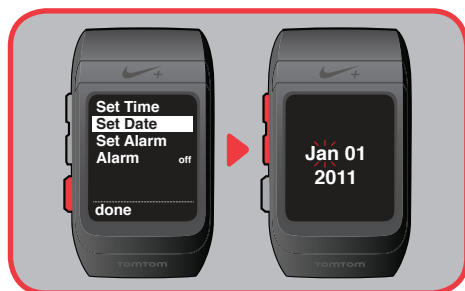 Set Time
Set Date
Set Alarm
Alarm off
done
TOMTOM
Jan 01
2011
TOMTOM